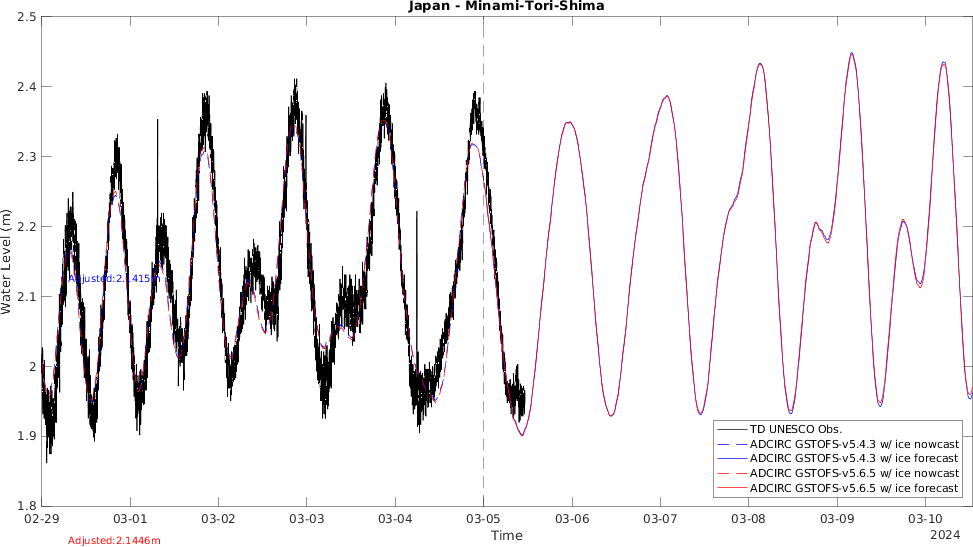 Japan - Minami-Tori-Shima
2.5
2.4
2.3
2.2
2.1
2
1.9
1.8
Water Level (m)
Adjusted:2.1415m
TD UNESCO Obs.
ADCIRC GSTOFS-v5.4.3 w/ ice nowcast
ADCIRC GSTOFS-v5.4.3 w/ ice forecast
ADCIRC GSTOFS-v5.6.5 w/ ice nowcast
ADCIRC GSTOFS-v5.6.5 w/ ice forecast
02-29 03-01 03-02 03-03 03-04 03-05 03-06 03-07 03-08 03-09 03-10
Time
2024
Adjusted:2.1446m